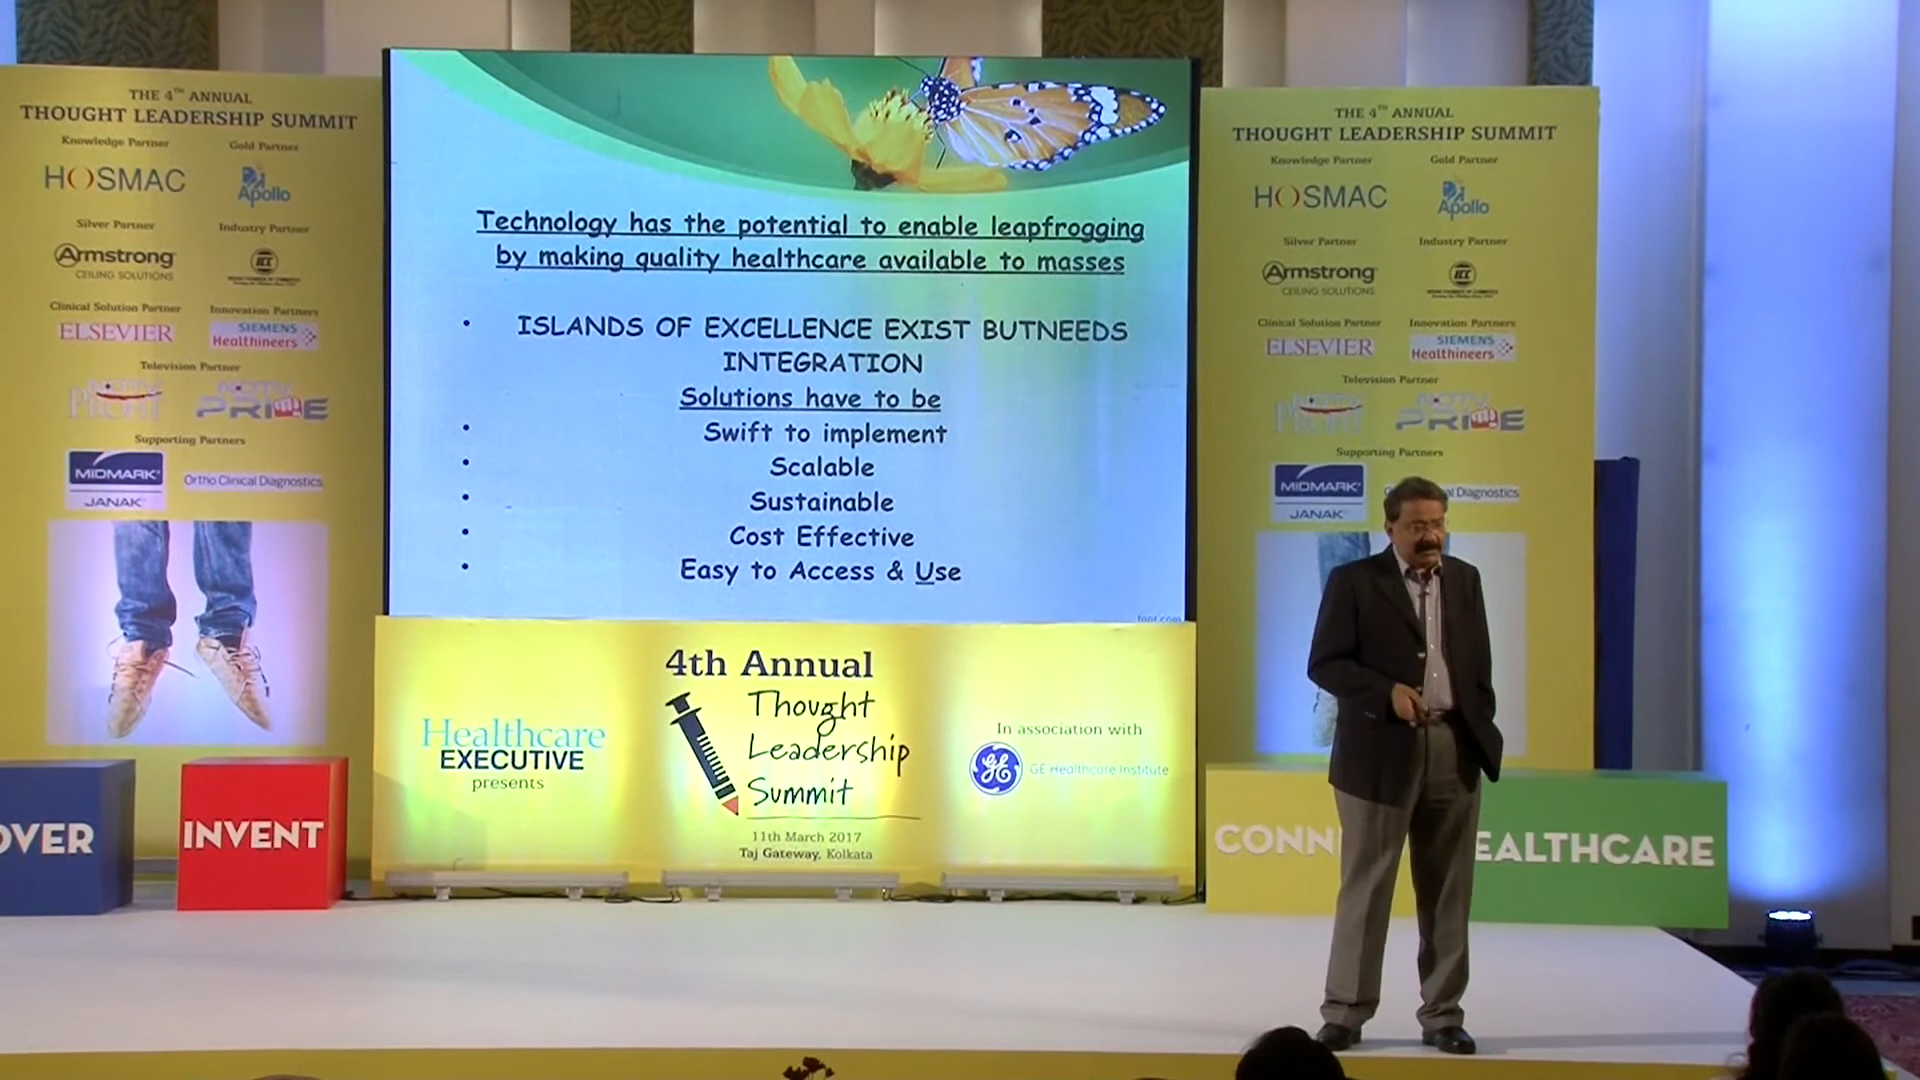 THE 4TH ANNUAL
THOUGHT LEADERSHIP SUMMIT
Knowledge Partner
Gold Partner
HOSMAC
Apollo
Silver Partner
Industry Partner
Armstrong
CEILING SOLUTIONS
ICC
Clinical Solution Partner
Innovation Partners
ELSEVIER
SIEMENS
Healthineers
Television Partner
NDTV
PROFIT
NDTV
PRIME
Supporting Partners
MIDMARK
JANAK
Ortho Clinical Diagnostics
Technology has the potential to enable leapfrogging
by making quality healthcare available to masses
• ISLANDS OF EXCELLENCE EXIST BUTNEEDS
INTEGRATION
Solutions have to be
• Swift to implement
• Scalable
• Sustainable
• Cost Effective
• Easy to Access & Use
THE 4TH ANNUAL
THOUGHT LEADERSHIP SUMMIT
Knowledge Partner
Gold Partner
HOSMAC
Apollo
Silver Partner
Industry Partner
Armstrong
CEILING SOLUTIONS
ICC
Clinical Solution Partner
Innovation Partners
ELSEVIER
SIEMENS
Healthineers
Television Partner
NDTV
PRIME
Supporting Partners
MIDMARK
JANAK
Diagnostics
4th Annual
Thought
Leadership
Summit
11th March 2017
Taj Gateway, Kolkata
Healthcare
EXECUTIVE
presents
In association with
GE Healthcare Institute
OVER
INVENT
CONN
EALTHCARE